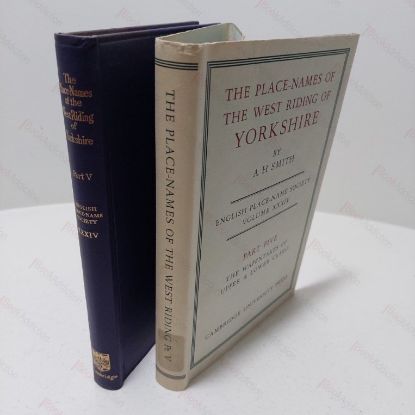 The
Place-Names
of the
West Riding
of
Yorkshire
Part V
ENGLISH
PLACE-NAME
SOCIETY
XXXIV
Cambridge
THE PLACE-NAMES OF THE WEST RIDING Pt V
THE PLACE-NAMES OF
THE WEST RIDING OF
YORKSHIRE
BY
A H SMITH
ENGLISH PLACE-NAME SOCIETY
VOLUME XXXIV
PART FIVE
THE WAPENTAKES OF
UPPER & LOWER CLARO
CAMBRIDGE UNIVERSITY PRESS